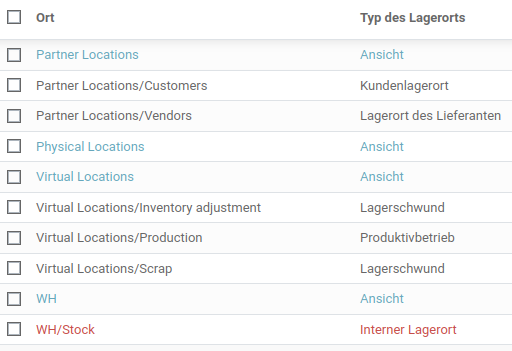 Ort Typ des Lagerorts
Partner Locations Ansicht
Partner Locations/Customers Kundenlagerort
Partner Locations/Vendors Lagerort des Lieferanten
Physical Locations Ansicht
Virtual Locations Ansicht
Virtual Locations/Inventory adjustment Lagerschwund
Virtual Locations/Production Produktivbetrieb
Virtual Locations/Scrap Lagerschwund
WH Ansicht
WH/Stock Interner Lagerort